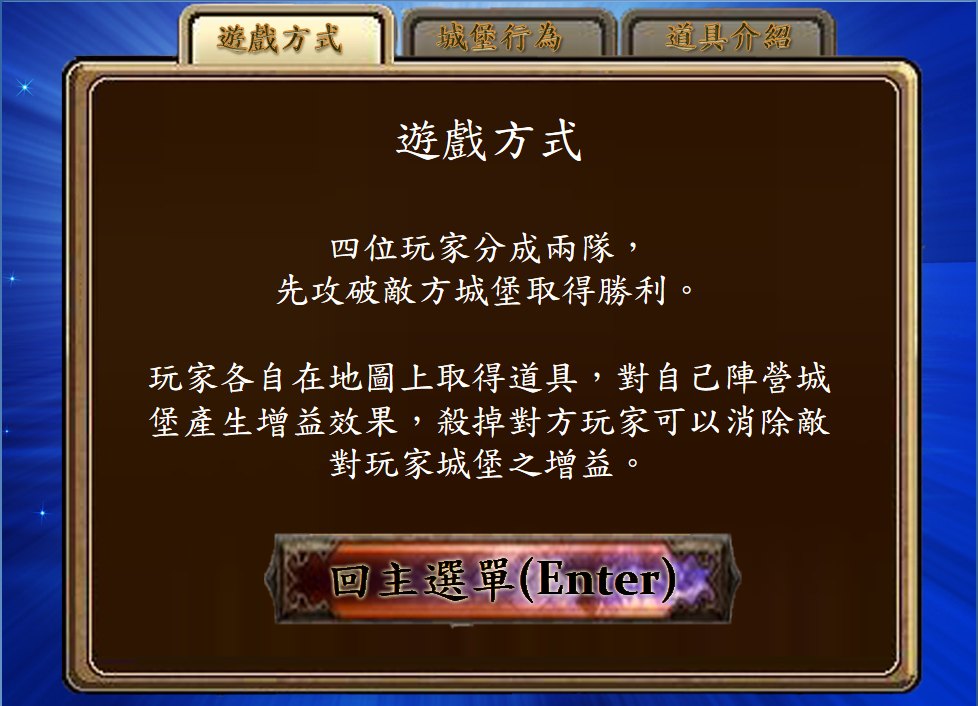 遊戲方式
城堡行為
道具介紹
遊戲方式
四位玩家分成兩隊，
先攻破敵方城堡取得勝利。
玩家各自在地圖上取得道具，對自己陣營城
堡產生增益效果，殺掉對方玩家可以消除敵
對玩家城堡之增益。
回主選單(Enter)